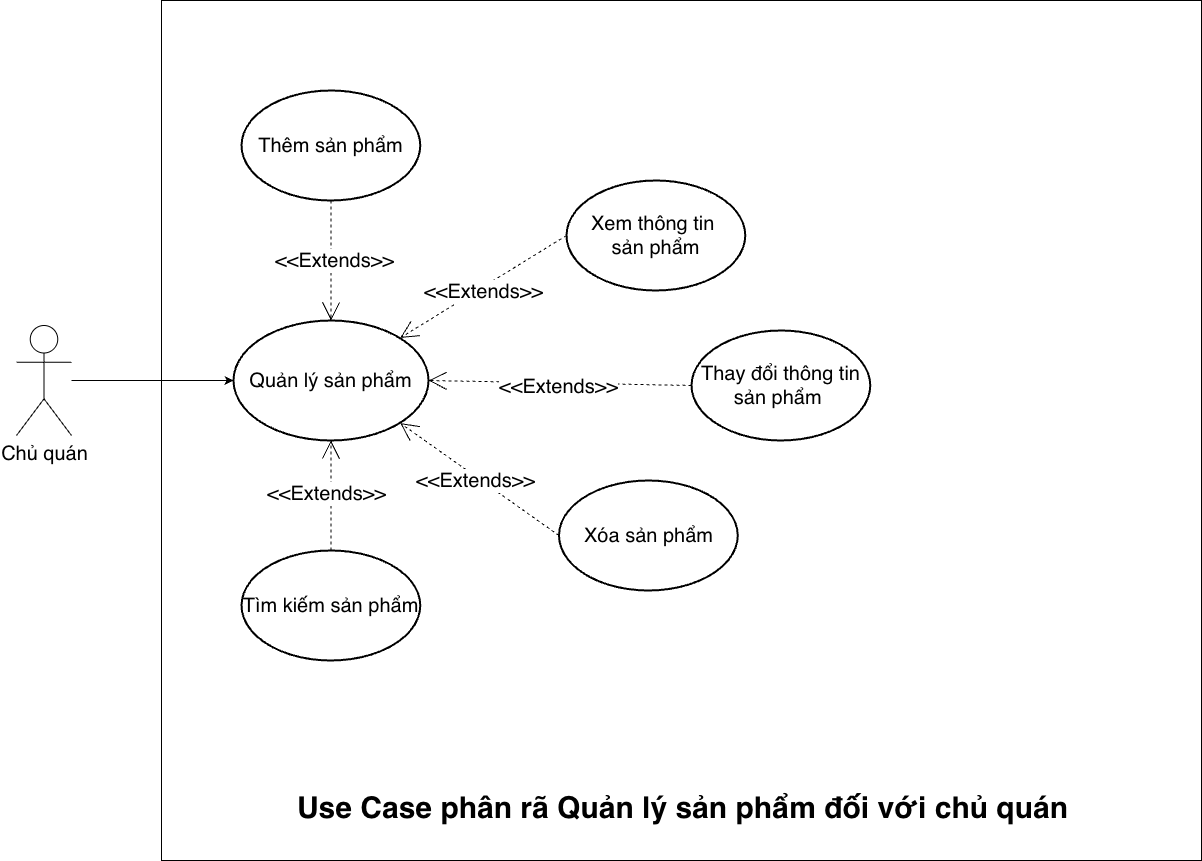 Thêm sản phẩm
<<Extends>>
Xem thông tin
sản phẩm
<<Extends>>
Quản lý sản phẩm
Thay đổi thông tin
sản phẩm
<<Extends>>
Chủ quán
<<Extends>>
<<Extends>>
Xóa sản phẩm
Tìm kiếm sản phẩm
Use Case phân rã Quản lý sản phẩm đối với chủ quán